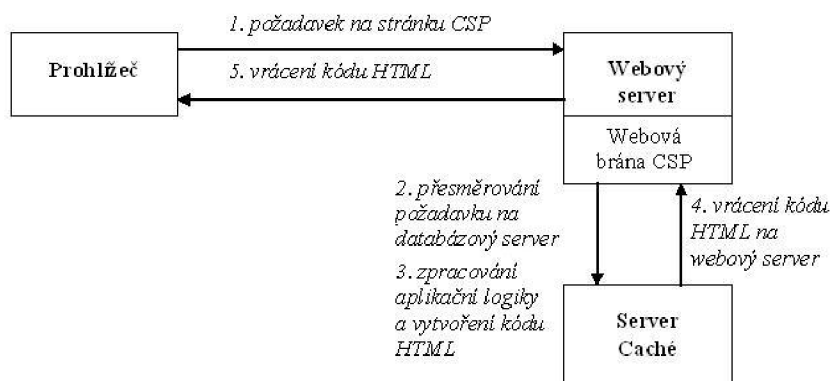 1. požadavek na stránku CSP
Prohlížeč
5. vrácení kódu HTML
Webový
server
Webová
brána CSP
2. přesměrování
požadavku na
databázový server
3. zpracování
aplikační logiky
a vytvoření kódu
HTML
4. vrácení kódu
HTML na
webový server
Server
Caché